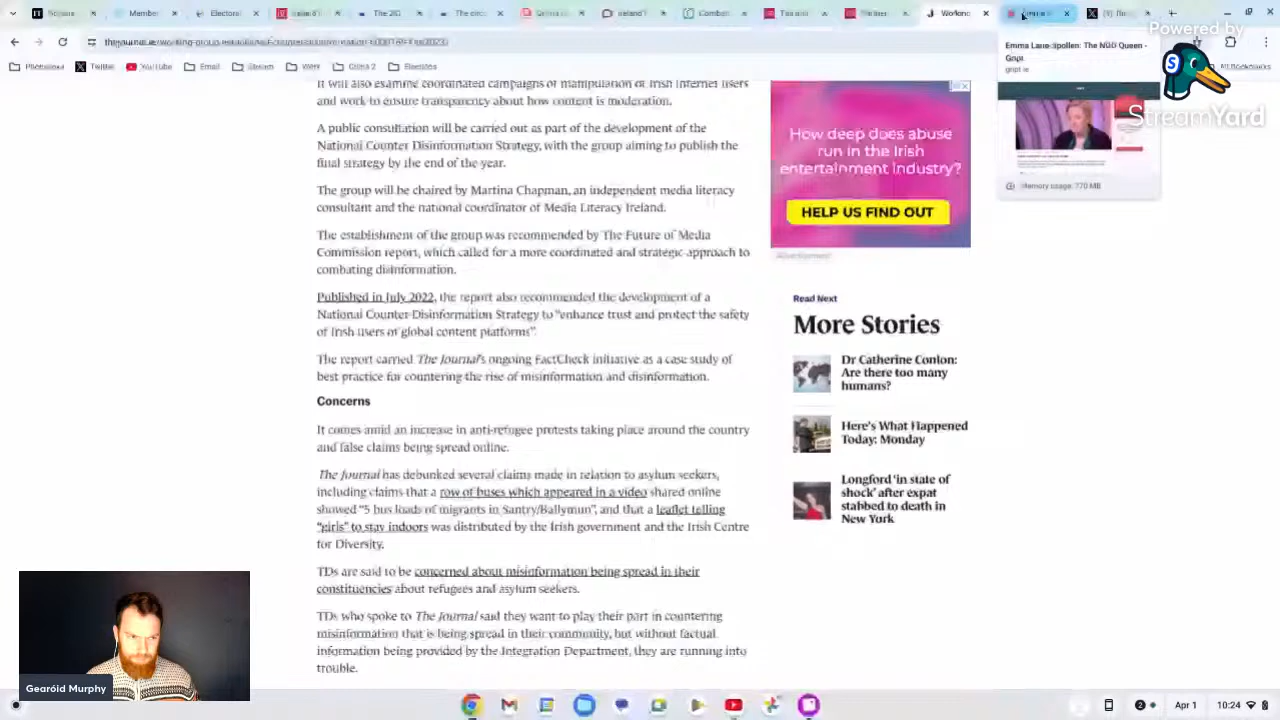 Photoshop
Twitter
YouTube
Email
Stream
Work
Elections
Emma Lane-Spollen: The NGO Queen -
Gript
gript.ie
Memory usage: 770 MB
Powered by
StreamYard
It will also examine coordinated campaigns of manipulation of Irish internet users
and work to ensure transparency about how content is moderation.
A public consultation will be carried out as part of the development of the
National Counter Disinformation Strategy, with the group aiming to publish the
final strategy by the end of the year.
The group will be chaired by Martina Chapman, an independent media literacy
consultant and the national coordinator of Media Literacy Ireland.
The establishment of the group was recommended by The Future of Media
Commission report, which called for a more coordinated and strategic approach to
combating disinformation.
Published in July 2022, the report also recommended the development of a
National Counter-Disinformation Strategy to “enhance trust and protect the safety
of Irish users of global content platforms”.
The report carried The Journal’s ongoing FactCheck initiative as a case study of
best practice for countering the rise of misinformation and disinformation.
Concerns
It comes amid an increase in anti-refugee protests taking place around the country
and false claims being spread online.
The Journal has debunked several claims made in relation to asylum seekers,
including claims that a row of buses which appeared in a video shared online
showed “5 bus loads of migrants in Santry/Ballymun”, and that a leaflet telling
“girls” to stay indoors was distributed by the Irish government and the Irish Centre
for Diversity.
TDs are said to be concerned about misinformation being spread in their
constituencies about refugees and asylum seekers.
TDs who spoke to The Journal said they want to play their part in countering
misinformation that is being spread in their community, but without factual
information being provided by the Integration Department, they are running into
trouble.
How deep does abuse
run in the Irish
entertainment industry?
HELP US FIND OUT
Advertisement
Read Next
More Stories
Dr Catherine Conlon:
Are there too many
humans?
Here’s What Happened
Today: Monday
Longford ‘in state of
shock’ after expat
stabbed to death in
New York
Gearóid Murphy
Apr 1
10:24